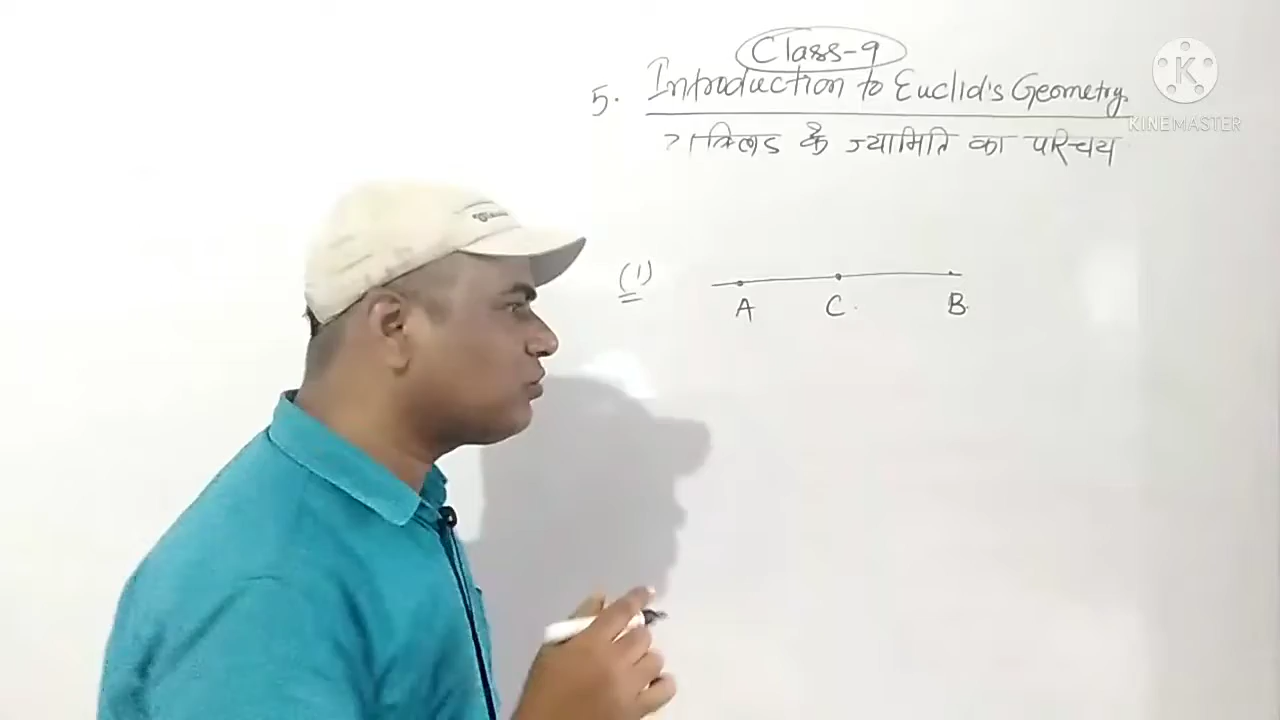 Class-9
5. Introduction to Euclid's Geometry
के ज्यामिति का परिचय
(1)
A C B
K
KINEMASTER